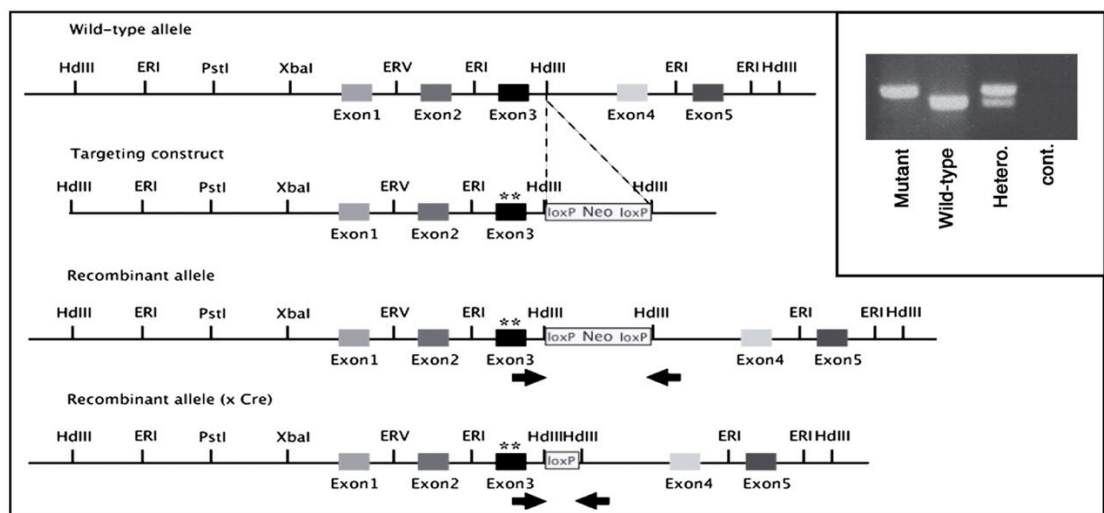 Wild-type allele
HdIII ERI PstI XbaI ERV ERI HdIII ERI ERI HdIII
Exon1 Exon2 Exon3 Exon4 Exon5
Targeting construct
HdIII ERI PstI XbaI ERV ERI HdIII HdIII
**
loxP Neo loxP
Exon1 Exon2 Exon3
Recombinant allele
HdIII ERI PstI XbaI ERV ERI HdIII HdIII ERI ERI HdIII
**
loxP Neo loxP
Exon1 Exon2 Exon3 Exon4 Exon5
Recombinant allele (x Cre)
HdIII ERI PstI XbaI ERV ERI HdIII HdIII ERI ERI HdIII
**
loxP
Exon1 Exon2 Exon3 Exon4 Exon5
Mutant
Wild-type
Hetero.
cont.